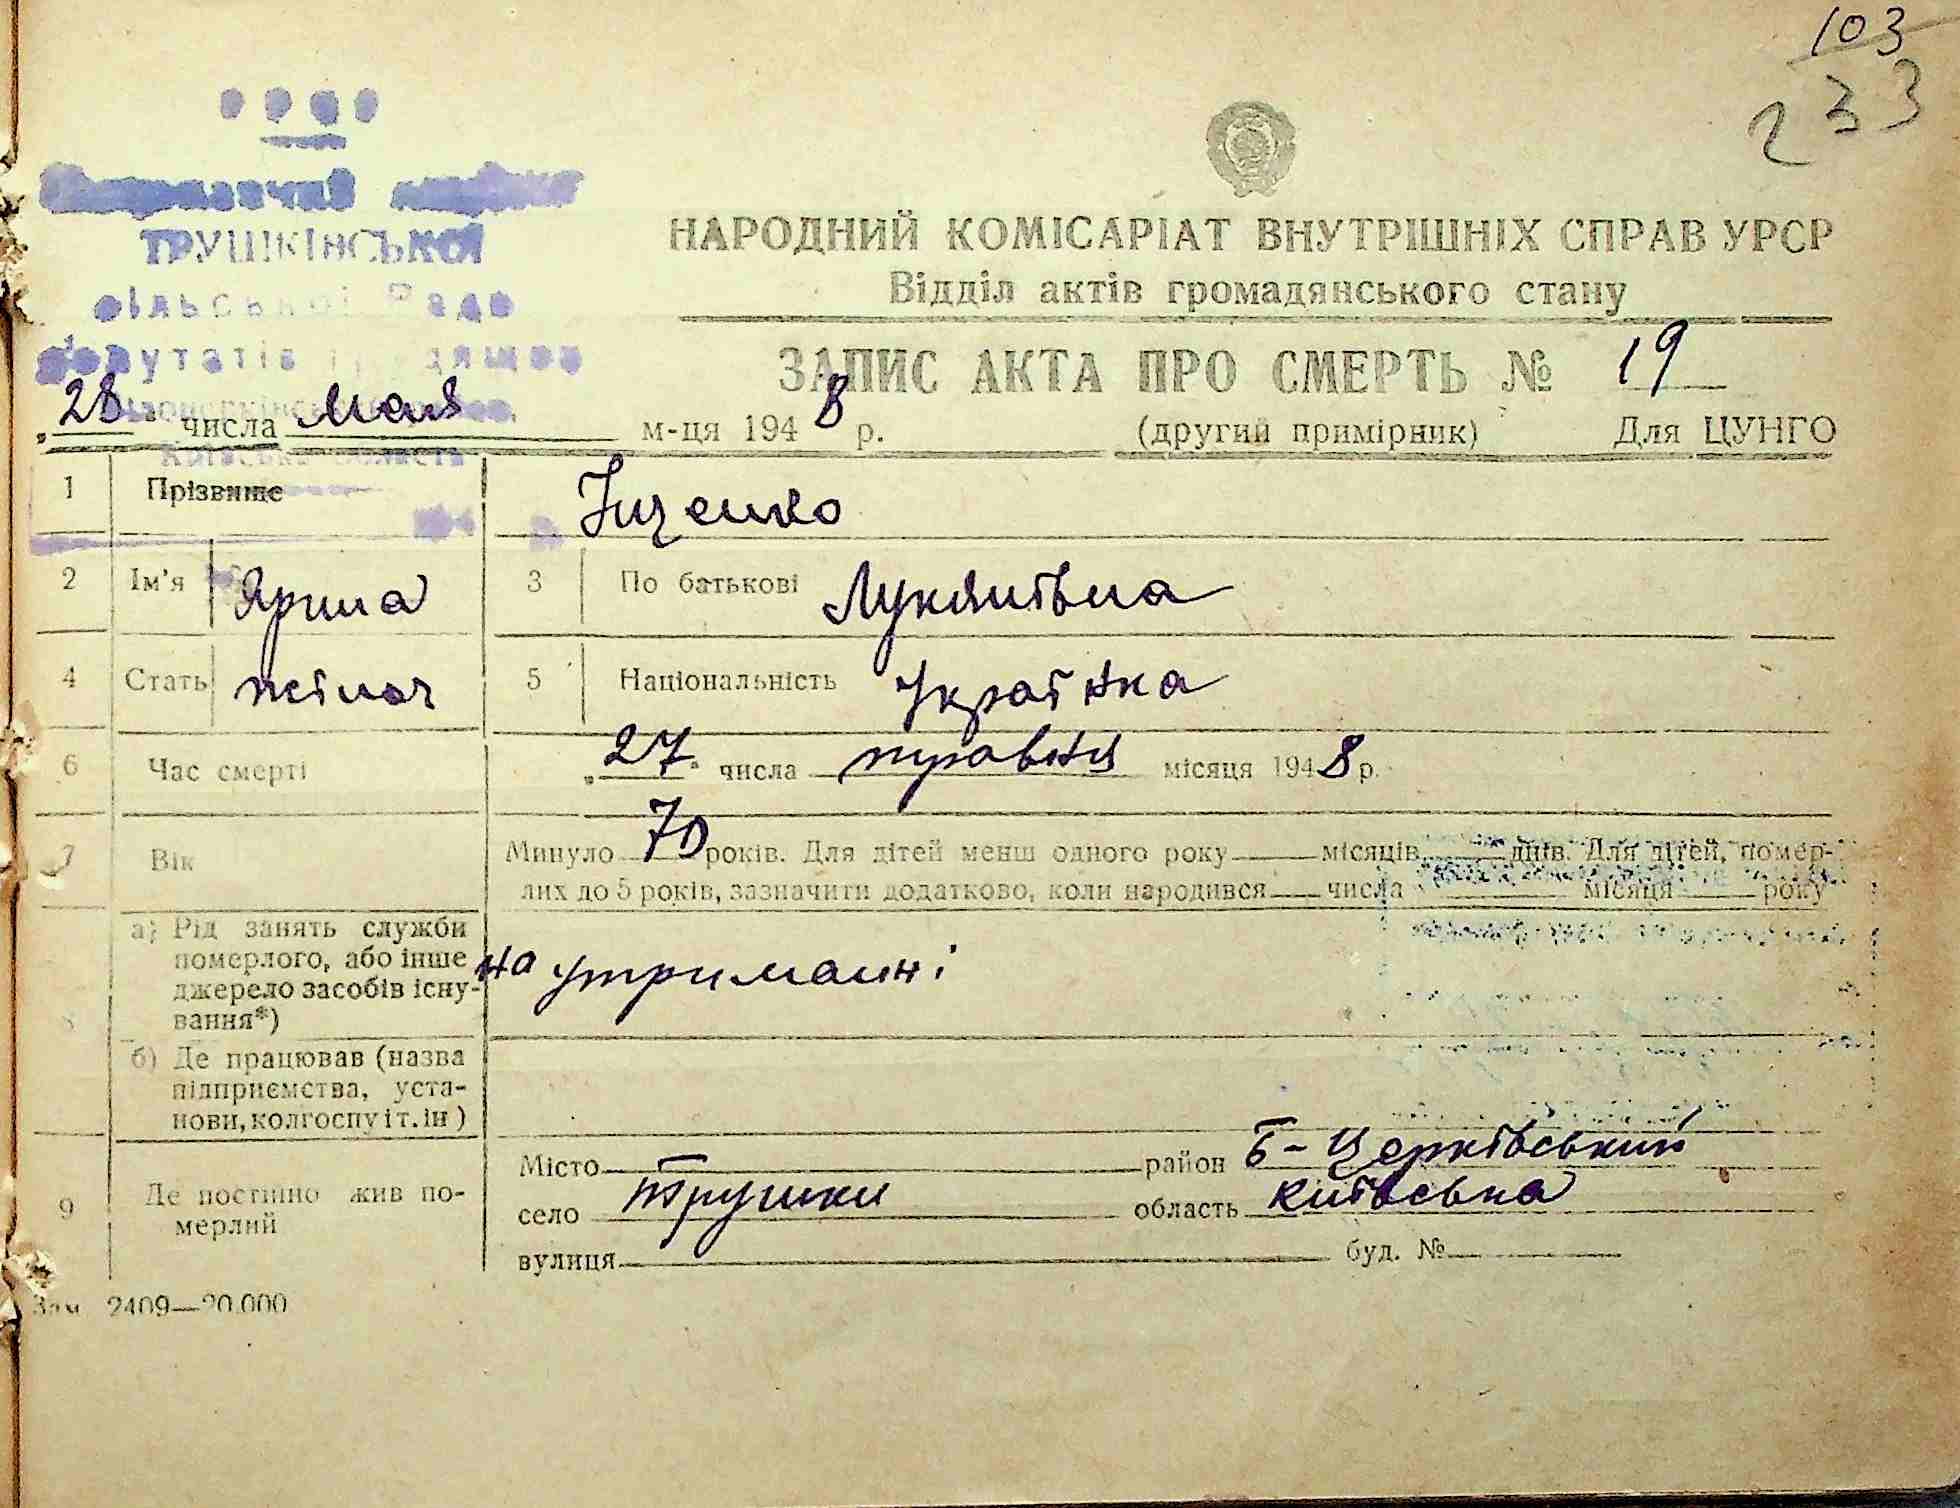 103
233
ТРУШКІНСЬКОЇ
сільської Ради
депутатів трудящих
Київська область
НАРОДНИЙ КОМІСАРІАТ ВНУТРІШНІХ СПРАВ УРСР
Відділ актів громадянського стану
ЗАПИС АКТА ПРО СМЕРТЬ № 19
„28" числа мая м-ця 1948 р. (другий примірник) Для ЦУНГО
1 Прізвище Іщенко
2 Ім'я Ярина 3 По батькові Лукянівна
4 Стать жіноч 5 Національність Українка
6 Час смерті „27" числа травня місяця 1948 р.
7 Вік Минуло 70 років. Для дітей менш одного року місяців днів. Для дітей, помер-
лих до 5 років, зазначити додатково, коли народився числа місяця року
8 а) Рід занять служби
померлого, або інше
джерело засобів існу-
вання*)
на утриманні
б) Де працював (назва
підприємства, уста-
нови, колгоспу і т. ін)
9 Де постійно жив по-
мерлий
Місто район Б-Церківський
село Трушки область Київська
вулиця буд. №
Зам. 2409—20.000